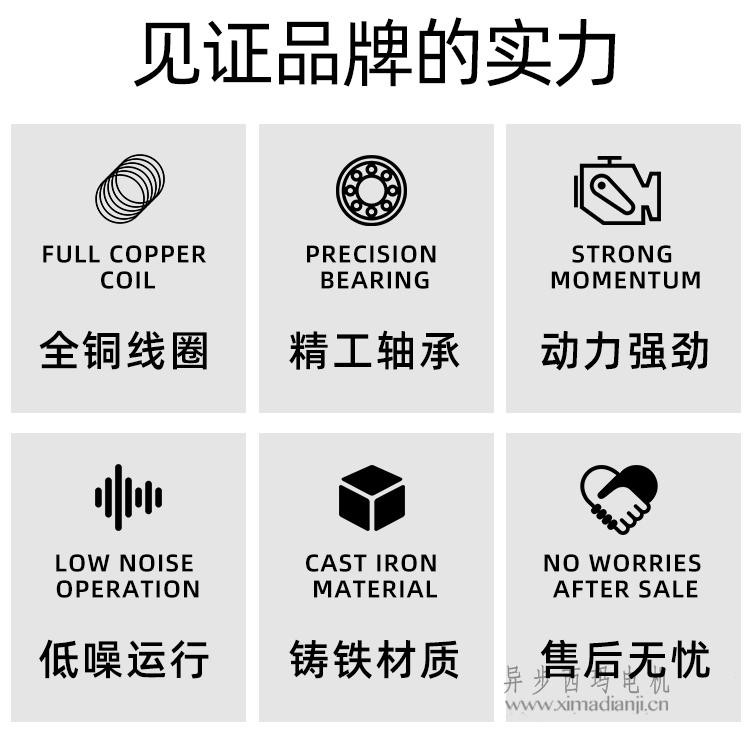 见证品牌的实力
FULL COPPER
COIL
全铜线圈
PRECISION
BEARING
精工轴承
STRONG
MOMENTUM
动力强劲
LOW NOISE
OPERATION
低噪运行
CAST IRON
MATERIAL
铸铁材质
NO WORRIES
AFTER SALE
售后无忧
异步西玛电机
www.ximadianji.cn